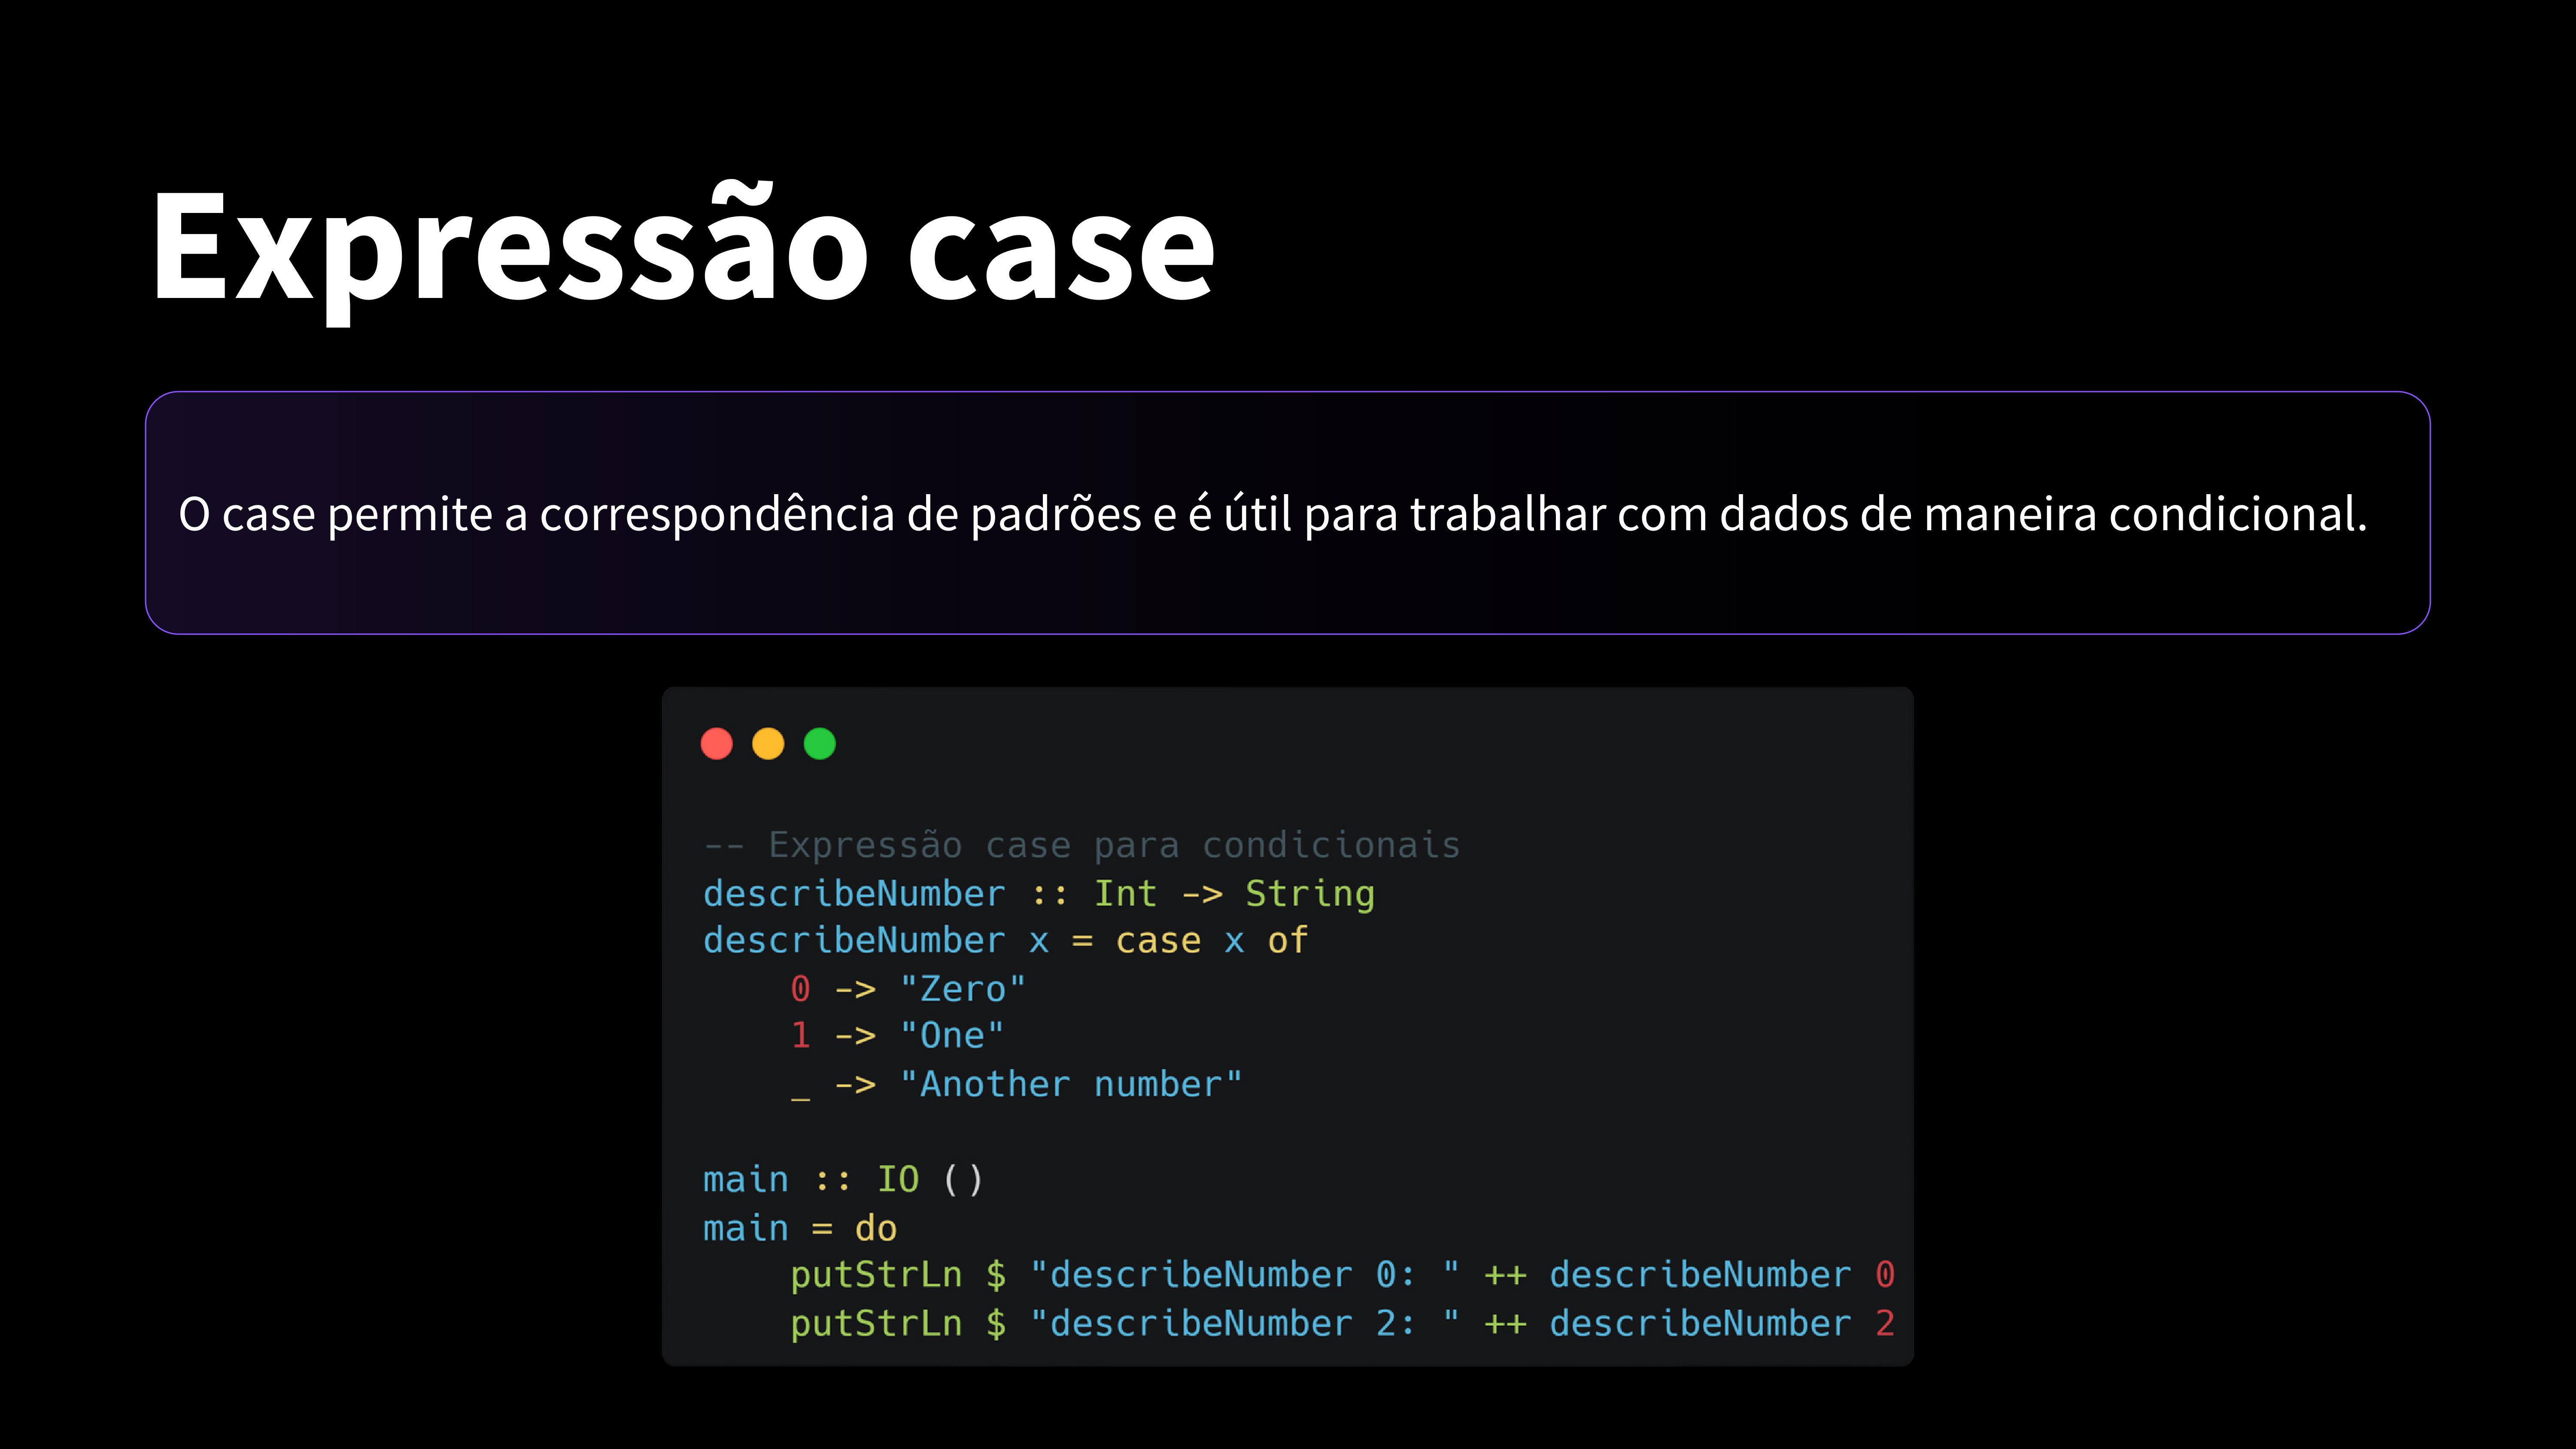 Expressão case
O case permite a correspondência de padrões e é útil para trabalhar com dados de maneira condicional.
-- Expressão case para condicionais
describeNumber :: Int -> String
describeNumber x = case x of
    0 -> "Zero"
    1 -> "One"
    _ -> "Another number"
main :: IO ()
main = do
    putStrLn $ "describeNumber 0: " ++ describeNumber 0
    putStrLn $ "describeNumber 2: " ++ describeNumber 2